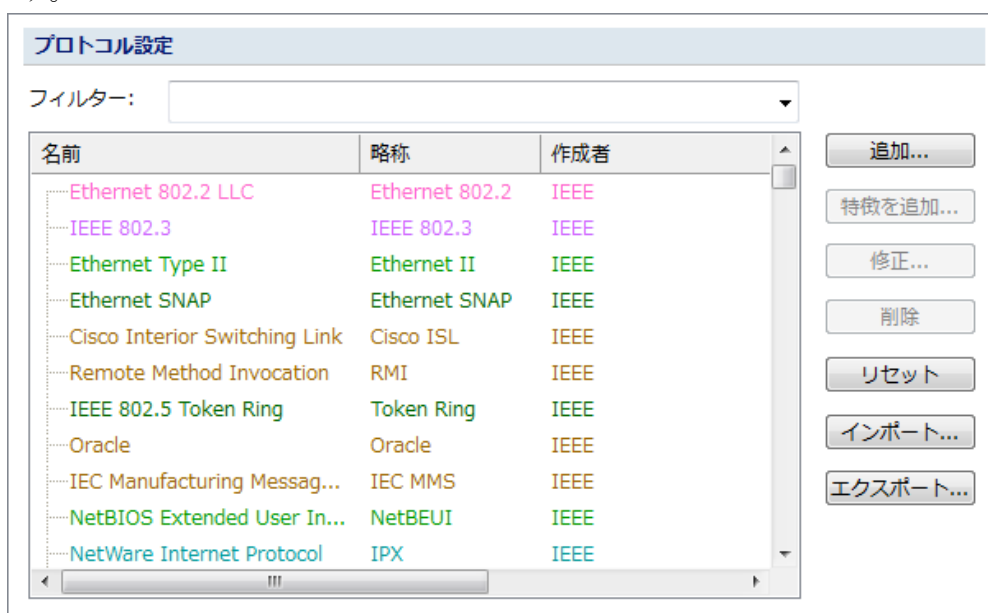 プロトコル設定
フィルター:
名前 略称 作成者
Ethernet 802.2 LLC Ethernet 802.2 IEEE
IEEE 802.3 IEEE 802.3 IEEE
Ethernet Type II Ethernet II IEEE
Ethernet SNAP Ethernet SNAP IEEE
Cisco Interior Switching Link Cisco ISL IEEE
Remote Method Invocation RMI IEEE
IEEE 802.5 Token Ring Token Ring IEEE
Oracle Oracle IEEE
IEC Manufacturing Messag... IEC MMS IEEE
NetBIOS Extended User In... NetBEUI IEEE
NetWare Internet Protocol IPX IEEE
追加...
特徴を追加...
修正...
削除
リセット
インポート...
エクスポート...